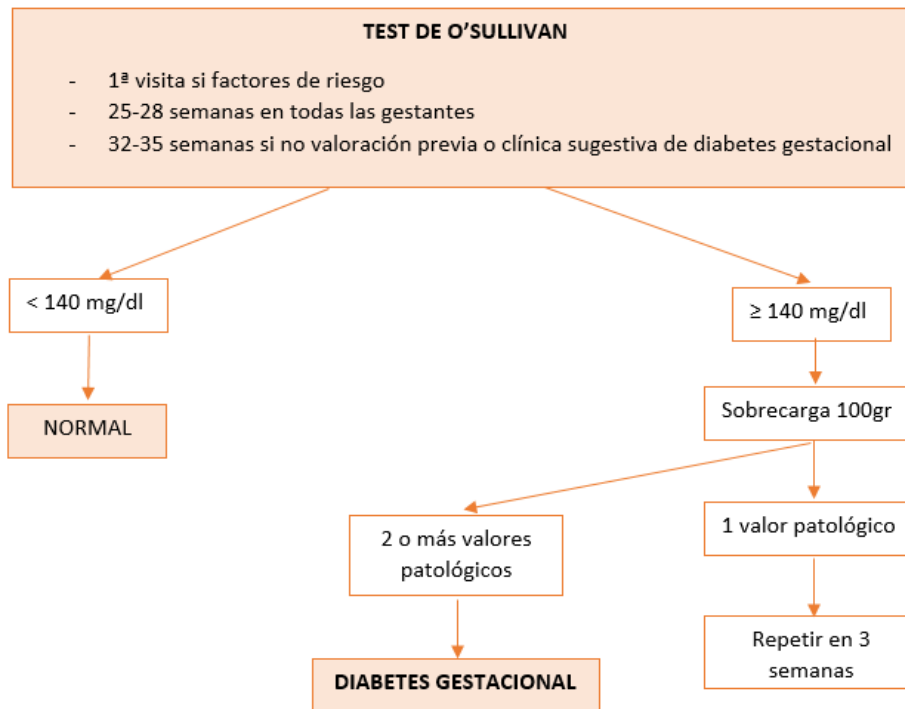 TEST DE O'SULLIVAN
- 1ª visita si factores de riesgo
- 25-28 semanas en todas las gestantes
- 32-35 semanas si no valoración previa o clínica sugestiva de diabetes gestacional
< 140 mg/dl
≥ 140 mg/dl
NORMAL
Sobrecarga 100gr
2 o más valores
patológicos
1 valor patológico
DIABETES GESTACIONAL
Repetir en 3
semanas